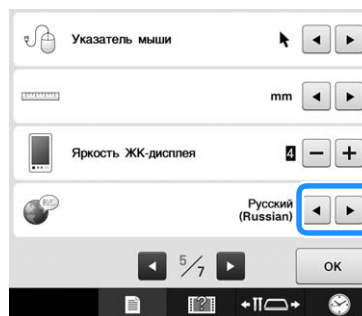 Указатель мыши
mm
Яркость ЖК-дисплея
4
Русский
(Russian)
5/7
OK